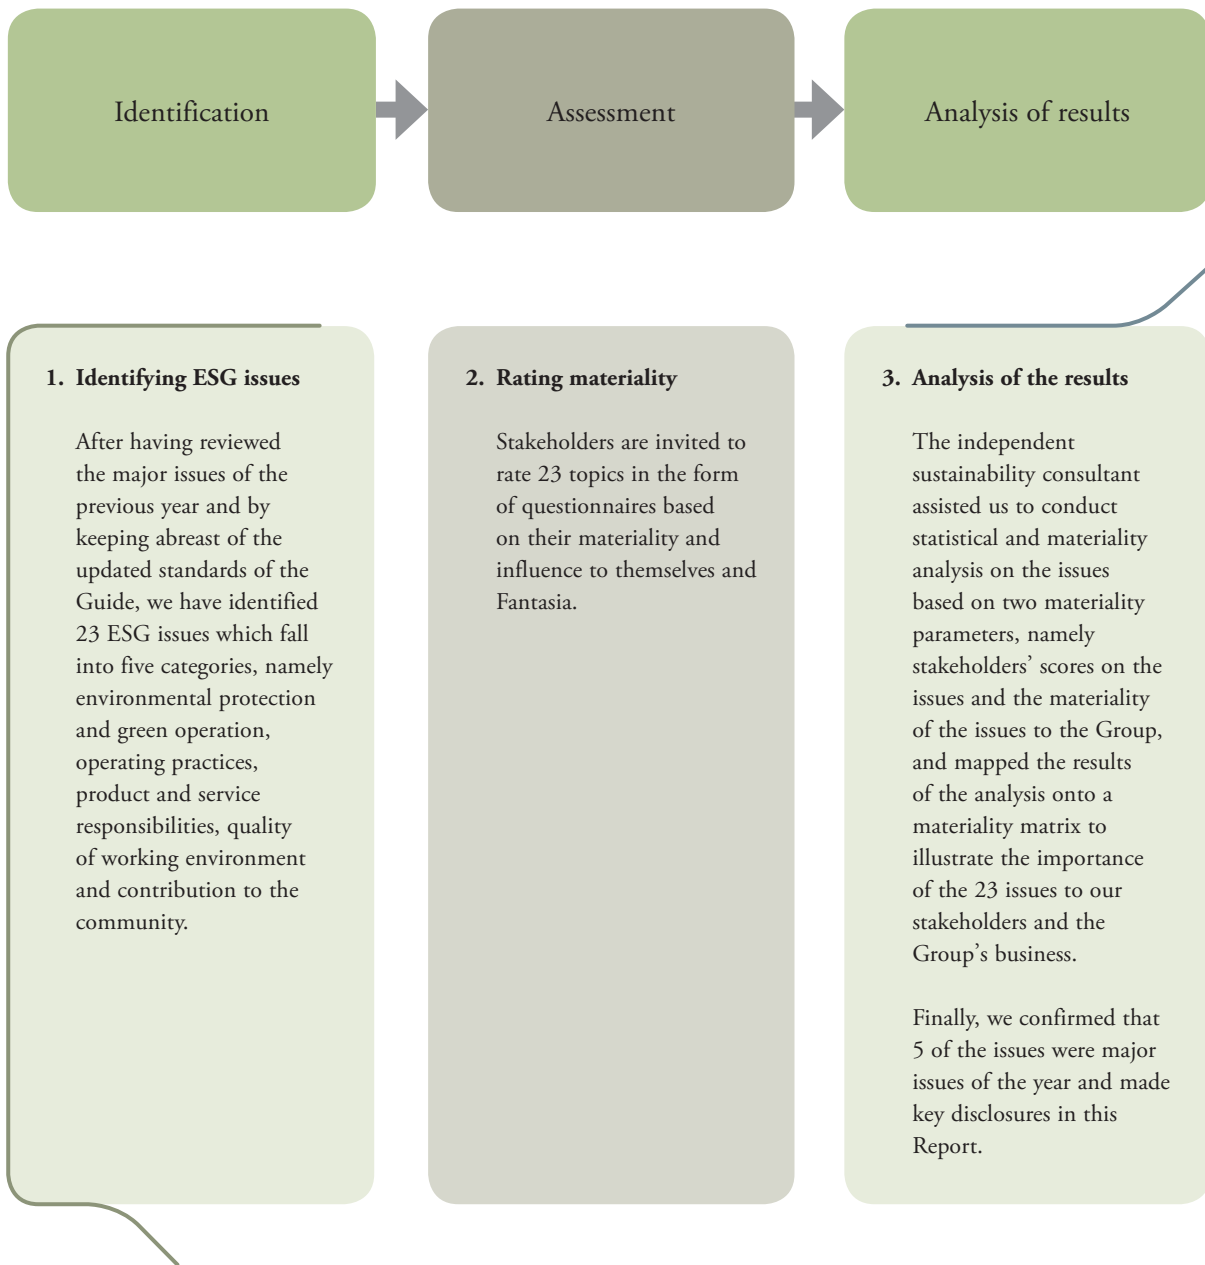 Identification
Assessment
Analysis of results
1. Identifying ESG issues
After having reviewed
the major issues of the
previous year and by
keeping abreast of the
updated standards of the
Guide, we have identified
23 ESG issues which fall
into five categories, namely
environmental protection
and green operation,
operating practices,
product and service
responsibilities, quality
of working environment
and contribution to the
community.
2. Rating materiality
Stakeholders are invited to
rate 23 topics in the form
of questionnaires based
on their materiality and
influence to themselves and
Fantasia.
3. Analysis of the results
The independent
sustainability consultant
assisted us to conduct
statistical and materiality
analysis on the issues
based on two materiality
parameters, namely
stakeholders’ scores on the
issues and the materiality
of the issues to the Group,
and mapped the results
of the analysis onto a
materiality matrix to
illustrate the importance
of the 23 issues to our
stakeholders and the
Group’s business.
Finally, we confirmed that
5 of the issues were major
issues of the year and made
key disclosures in this
Report.